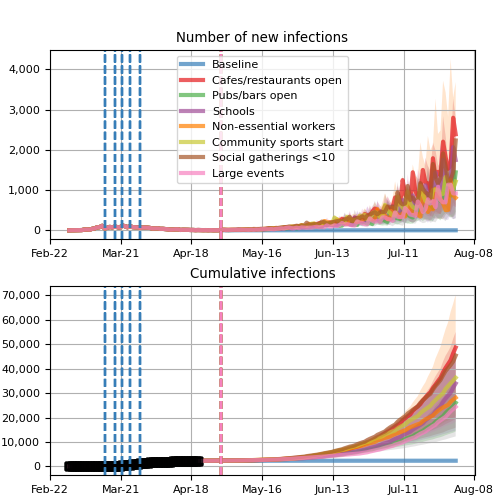 Number of new infections
4,000
3,000
2,000
1,000
0
Baseline
Cafes/restaurants open
Pubs/bars open
Schools
Non-essential workers
Community sports start
Social gatherings <10
Large events
Feb-22 Mar-21 Apr-18 May-16 Jun-13 Jul-11 Aug-08
Cumulative infections
70,000
60,000
50,000
40,000
30,000
20,000
10,000
0
Feb-22 Mar-21 Apr-18 May-16 Jun-13 Jul-11 Aug-08